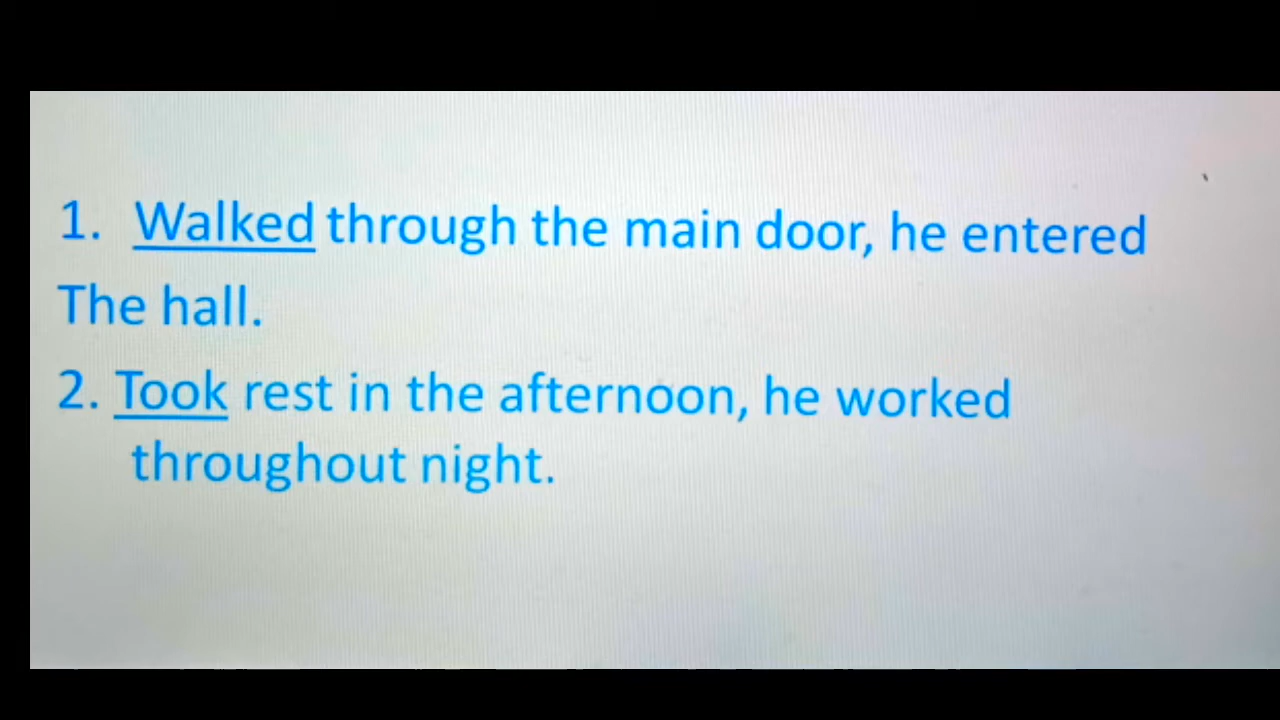 1. Walked through the main door, he entered
The hall.
2. Took rest in the afternoon, he worked
throughout night.